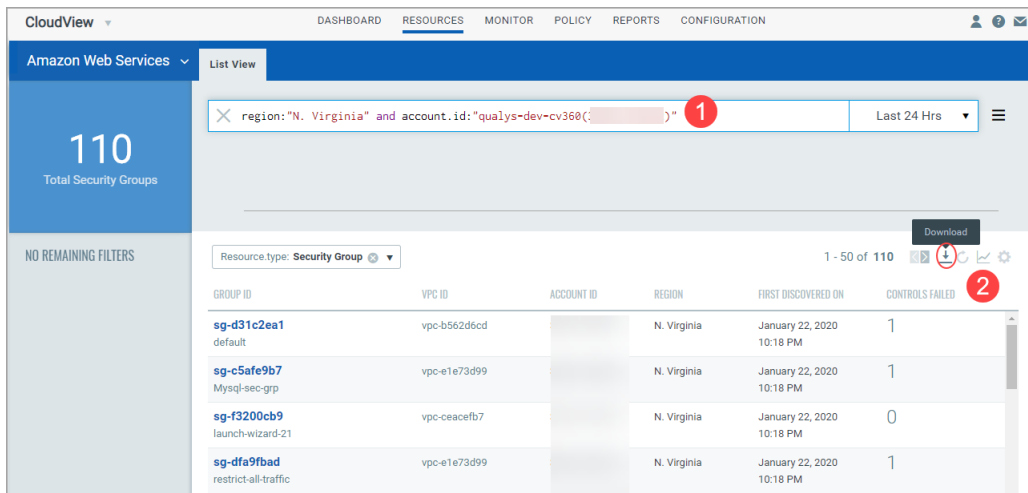 CloudView
DASHBOARD RESOURCES MONITOR POLICY REPORTS CONFIGURATION
Amazon Web Services
List View
110
Total Security Groups
region:"N. Virginia" and account.id:"qualys-dev-cv360( )"
1
Last 24 Hrs
Download
NO REMAINING FILTERS
Resource.type: Security Group
1 - 50 of 110
2
GROUP ID VPC ID ACCOUNT ID REGION FIRST DISCOVERED ON CONTROLS FAILED
sg-d31c2ea1 vpc-b562d6cd N. Virginia January 22, 2020 1
default 10:18 PM
sg-c5afe9b7 vpc-e1e73d99 N. Virginia January 22, 2020 1
Mysql-sec-grp 10:18 PM
sg-f3200cb9 vpc-ceacefb7 N. Virginia January 22, 2020 0
launch-wizard-21 10:18 PM
sg-dfa9fbad vpc-e1e73d99 N. Virginia January 22, 2020 1
restrict-all-traffic 10:18 PM